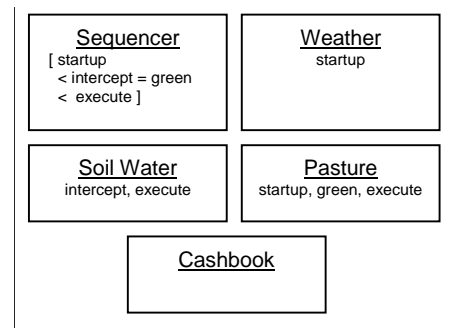 Sequencer
[ startup
< intercept = green
< execute ]
Weather
startup
Soil Water
intercept, execute
Pasture
startup, green, execute
Cashbook